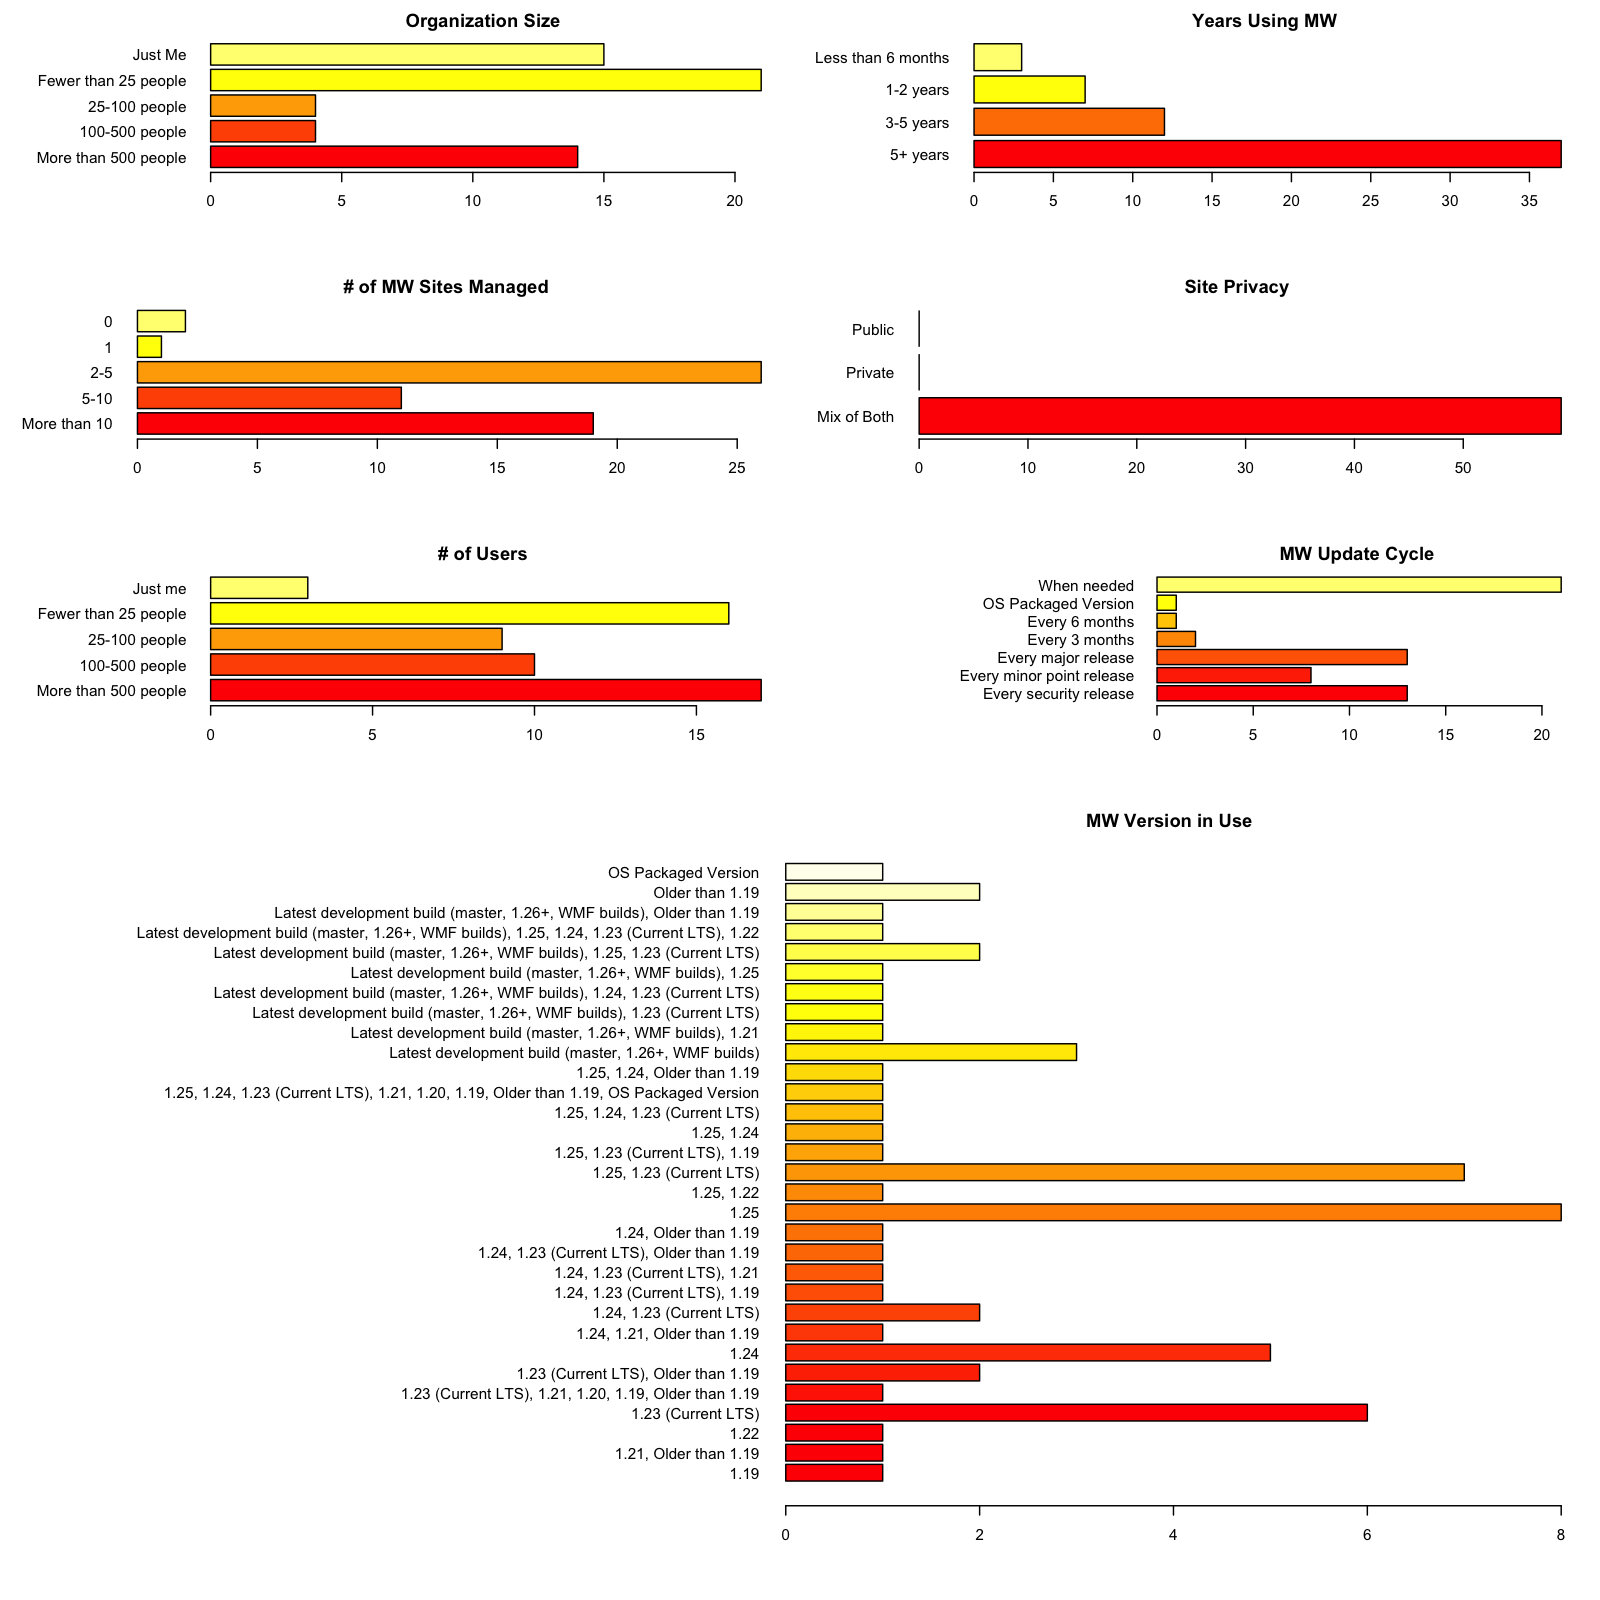 Organization Size
Just Me
Fewer than 25 people
25-100 people
100-500 people
More than 500 people
0 5 10 15 20
Years Using MW
Less than 6 months
1-2 years
3-5 years
5+ years
0 5 10 15 20 25 30 35
# of MW Sites Managed
0
1
2-5
5-10
More than 10
0 5 10 15 20 25
Site Privacy
Public
Private
Mix of Both
0 10 20 30 40 50
# of Users
Just me
Fewer than 25 people
25-100 people
100-500 people
More than 500 people
0 5 10 15
MW Update Cycle
When needed
OS Packaged Version
Every 6 months
Every 3 months
Every major release
Every minor point release
Every security release
0 5 10 15 20
MW Version in Use
OS Packaged Version
Older than 1.19
Latest development build (master, 1.26+, WMF builds), Older than 1.19
Latest development build (master, 1.26+, WMF builds), 1.25, 1.24, 1.23 (Current LTS), 1.22
Latest development build (master, 1.26+, WMF builds), 1.25, 1.23 (Current LTS)
Latest development build (master, 1.26+, WMF builds), 1.25
Latest development build (master, 1.26+, WMF builds), 1.24, 1.23 (Current LTS)
Latest development build (master, 1.26+, WMF builds), 1.23 (Current LTS)
Latest development build (master, 1.26+, WMF builds), 1.21
Latest development build (master, 1.26+, WMF builds)
1.25, 1.24, Older than 1.19
1.25, 1.24, 1.23 (Current LTS), 1.21, 1.20, 1.19, Older than 1.19, OS Packaged Version
1.25, 1.24, 1.23 (Current LTS)
1.25, 1.24
1.25, 1.23 (Current LTS), 1.19
1.25, 1.23 (Current LTS)
1.25, 1.22
1.25
1.24, Older than 1.19
1.24, 1.23 (Current LTS), Older than 1.19
1.24, 1.23 (Current LTS), 1.21
1.24, 1.23 (Current LTS), 1.19
1.24, 1.23 (Current LTS)
1.24, 1.21, Older than 1.19
1.24
1.23 (Current LTS), Older than 1.19
1.23 (Current LTS), 1.21, 1.20, 1.19, Older than 1.19
1.23 (Current LTS)
1.22
1.21, Older than 1.19
1.19
0 2 4 6 8